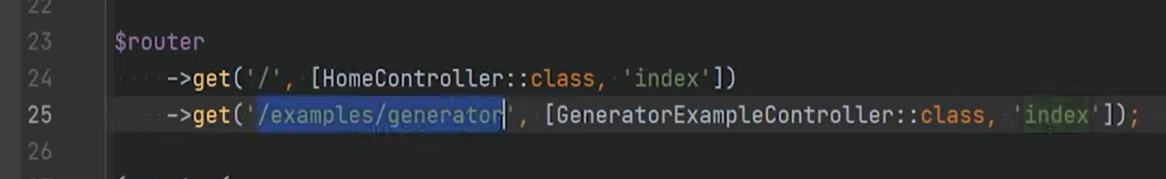 22
23 $router
24 ->get('/', [HomeController::class, 'index'])
25 ->get('/examples/generator', [GeneratorExampleController::class, 'index']);
26